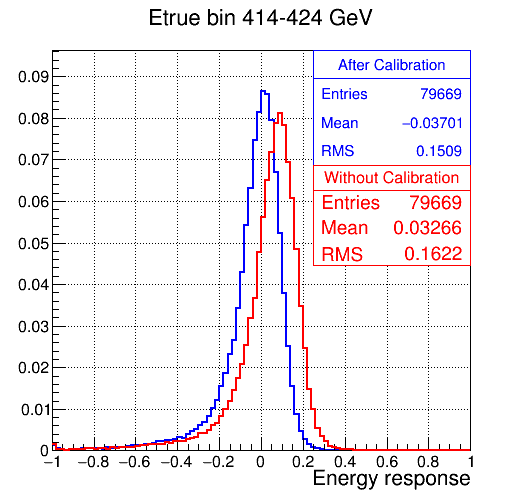 Etrue bin 414-424 GeV
After Calibration
Entries 79669
Mean −0.03701
RMS 0.1509
Without Calibration
Entries 79669
Mean 0.03266
RMS 0.1622
0.09
0.08
0.07
0.06
0.05
0.04
0.03
0.02
0.01
0
−1 −0.8 −0.6 −0.4 −0.2 0 0.2 0.4 0.6 0.8 1
Energy response